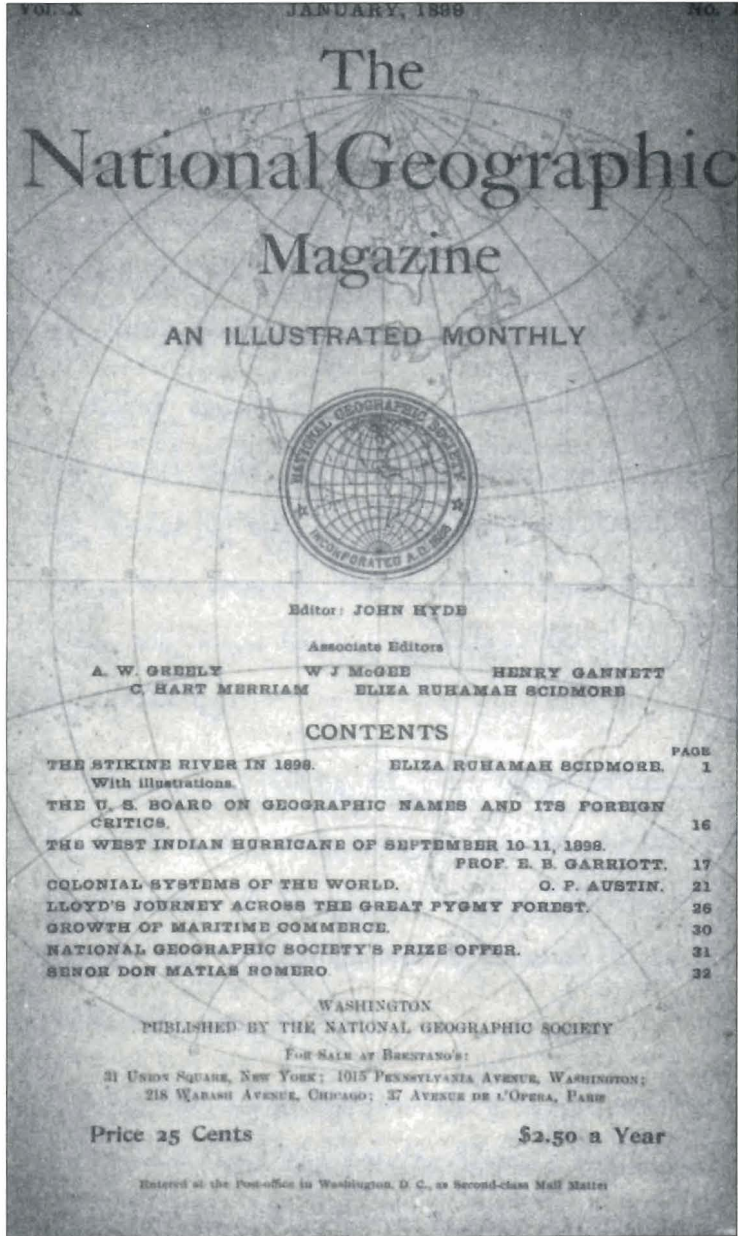 Vol. X JANUARY, 1899 No. 1
The
National Geographic
Magazine
AN ILLUSTRATED MONTHLY
NATIONAL GEOGRAPHIC SOCIETY
INCORPORATED A.D. 1888
Editor: JOHN HYDE
Associate Editors
A. W. GREELY W J McGEE HENRY GANNETT
C. HART MERRIAM ELIZA RUHAMAH SCIDMORE
CONTENTS
PAGE
THE STIKINE RIVER IN 1898. ELIZA RUHAMAH SCIDMORE. 1
With illustrations.
THE U. S. BOARD ON GEOGRAPHIC NAMES AND ITS FOREIGN
CRITICS. 16
THE WEST INDIAN HURRICANE OF SEPTEMBER 10-11, 1898.
PROF. E. B. GARRIOTT. 17
COLONIAL SYSTEMS OF THE WORLD. O. P. AUSTIN. 21
LLOYD'S JOURNEY ACROSS THE GREAT PYGMY FOREST. 26
GROWTH OF MARITIME COMMERCE. 30
NATIONAL GEOGRAPHIC SOCIETY'S PRIZE OFFER. 31
SENOR DON MATIAS ROMERO 32
WASHINGTON
PUBLISHED BY THE NATIONAL GEOGRAPHIC SOCIETY
For Sale at Brentano's:
31 Union Square, New York; 1015 Pennsylvania Avenue, Washington;
218 Wabash Avenue, Chicago; 37 Avenue de l'Opera, Paris
Price 25 Cents $2.50 a Year
Entered at the Post-office in Washington, D. C., as Second-class Mail Matter